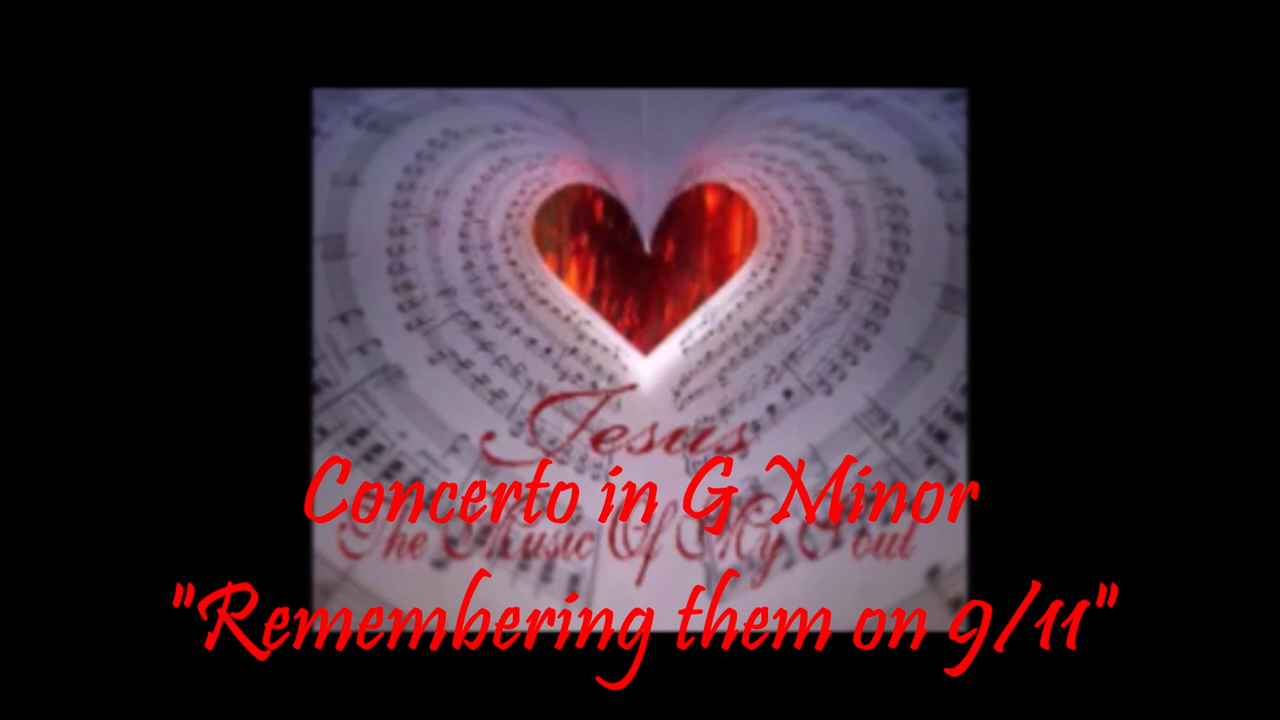 Jesus
Concerto in G Minor
The Music Of My Soul
"Remembering them on 9/11"